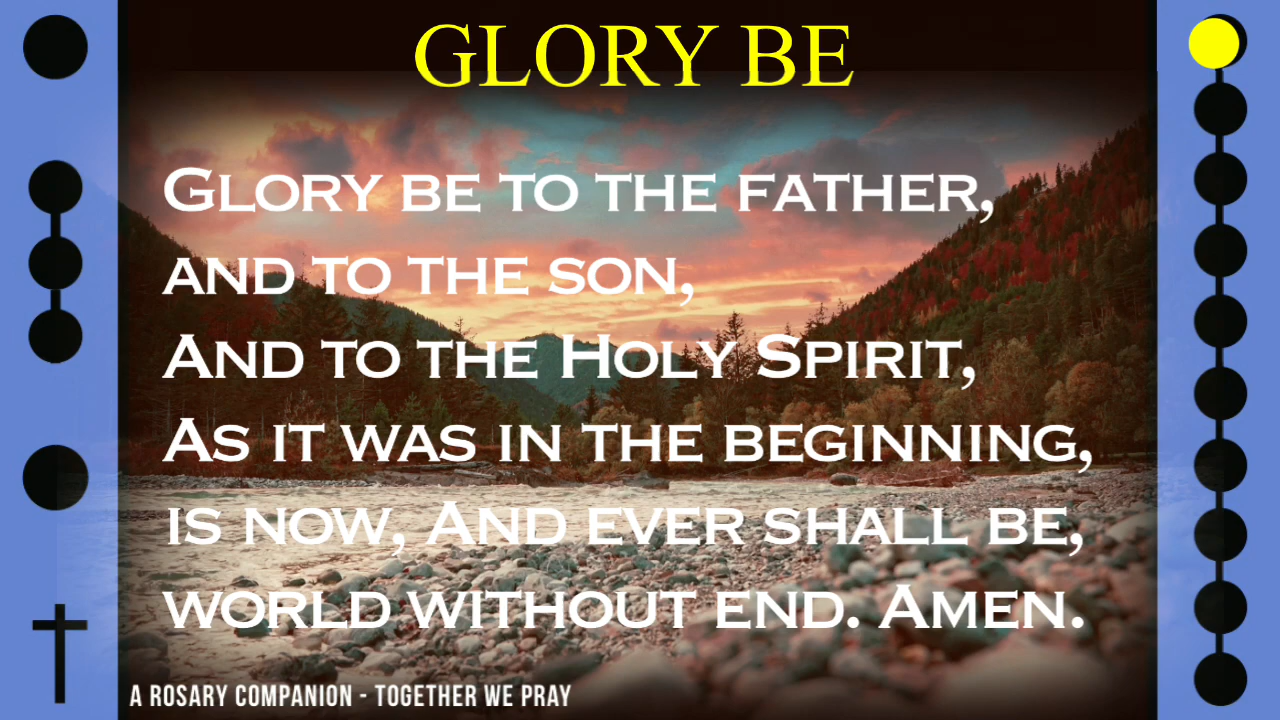 GLORY BE
Glory be to the father,
and to the son,
And to the Holy Spirit,
As it was in the beginning,
is now, And ever shall be,
world without end. Amen.
A ROSARY COMPANION - TOGETHER WE PRAY